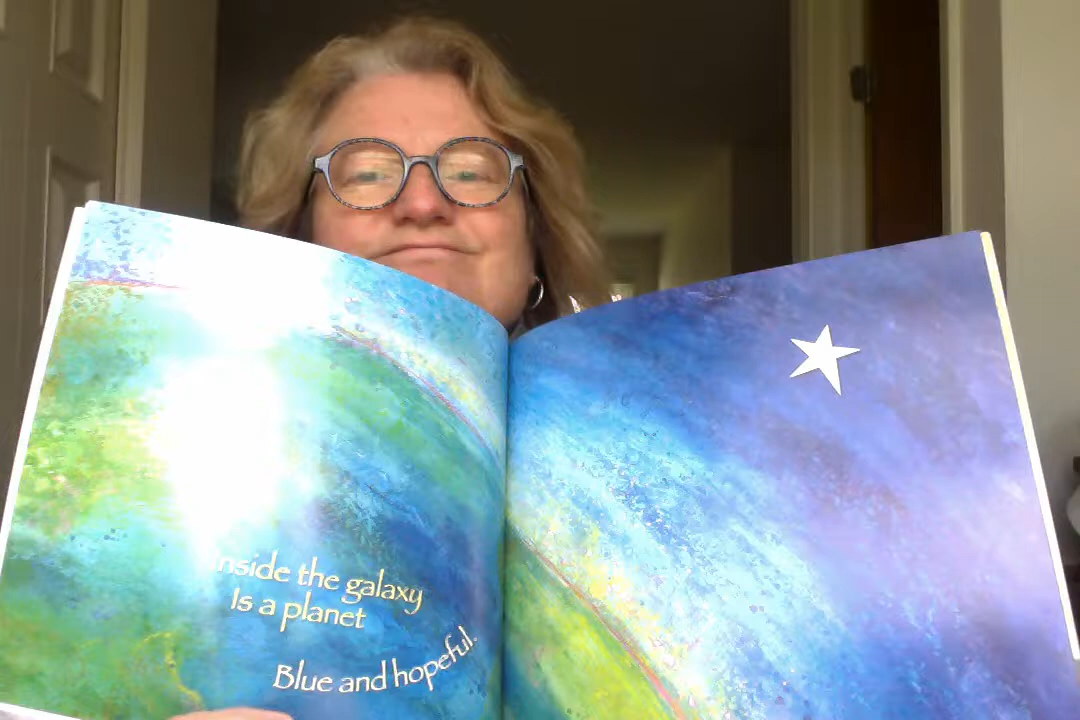 nside the galaxy
Is a planet
Blue and hopeful.